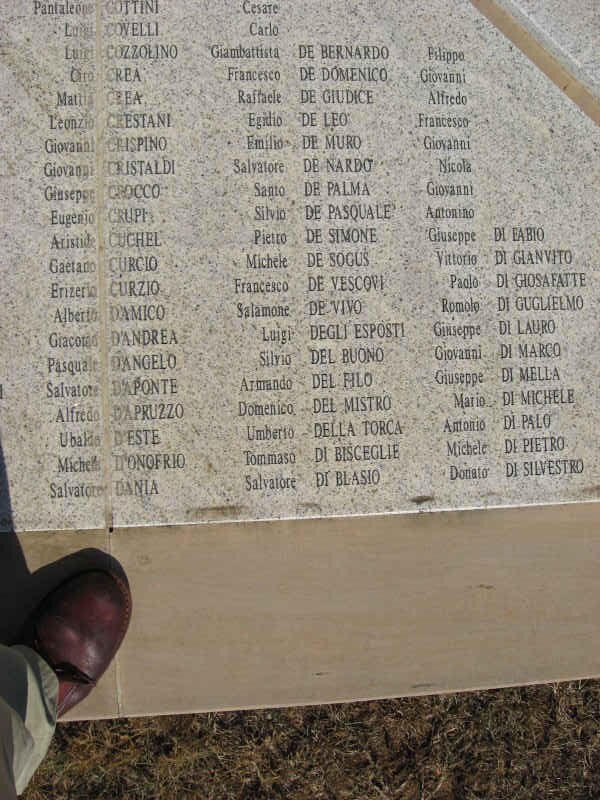 Pantaleone COTTINI
Luigi COVELLI
Luigi COZZOLINO
Ciro CREA
Mattia CREA
Leonzio CRESTANI
Giovanni CRISPINO
Giovanni CRISTALDI
Giuseppe CROCCO
Eugenio CRUPI
Aristide CUCHEL
Gaetano CURCIO
Erizerio CURZIO
Alberto D'AMICO
Giacomo D'ANDREA
Pasquale D'ANGELO
Salvatore D'APONTE
Alfredo D'APRUZZO
Ubaldo D'ESTE
Michele D'ONOFRIO
Salvatore DANIA
Cesare
Carlo
Giambattista DE BERNARDO
Francesco DE DOMENICO
Raffaele DE GIUDICE
Egidio DE LEO
Emilio DE MURO
Salvatore DE NARDO
Santo DE PALMA
Silvio DE PASQUALE
Pietro DE SIMONE
Michele DE SOGUS
Francesco DE VESCOVI
Salamone DE VIVO
Luigi DEGLI ESPOSTI
Silvio DEL BUONO
Armando DEL FILO
Domenico DEL MISTRO
Umberto DELLA TORCA
Tommaso DI BISCEGLIE
Salvatore DI BLASIO
Filippo
Giovanni
Alfredo
Francesco
Giovanni
Nicola
Giovanni
Antonino
Giuseppe DI FABIO
Vittorio DI GIANVITO
Paolo DI GIOSAFATTE
Romolo DI GUGLIELMO
Giuseppe DI LAURO
Giovanni DI MARCO
Giuseppe DI MELLA
Mario DI MICHELE
Antonio DI PALO
Michele DI PIETRO
Donato DI SILVESTRO